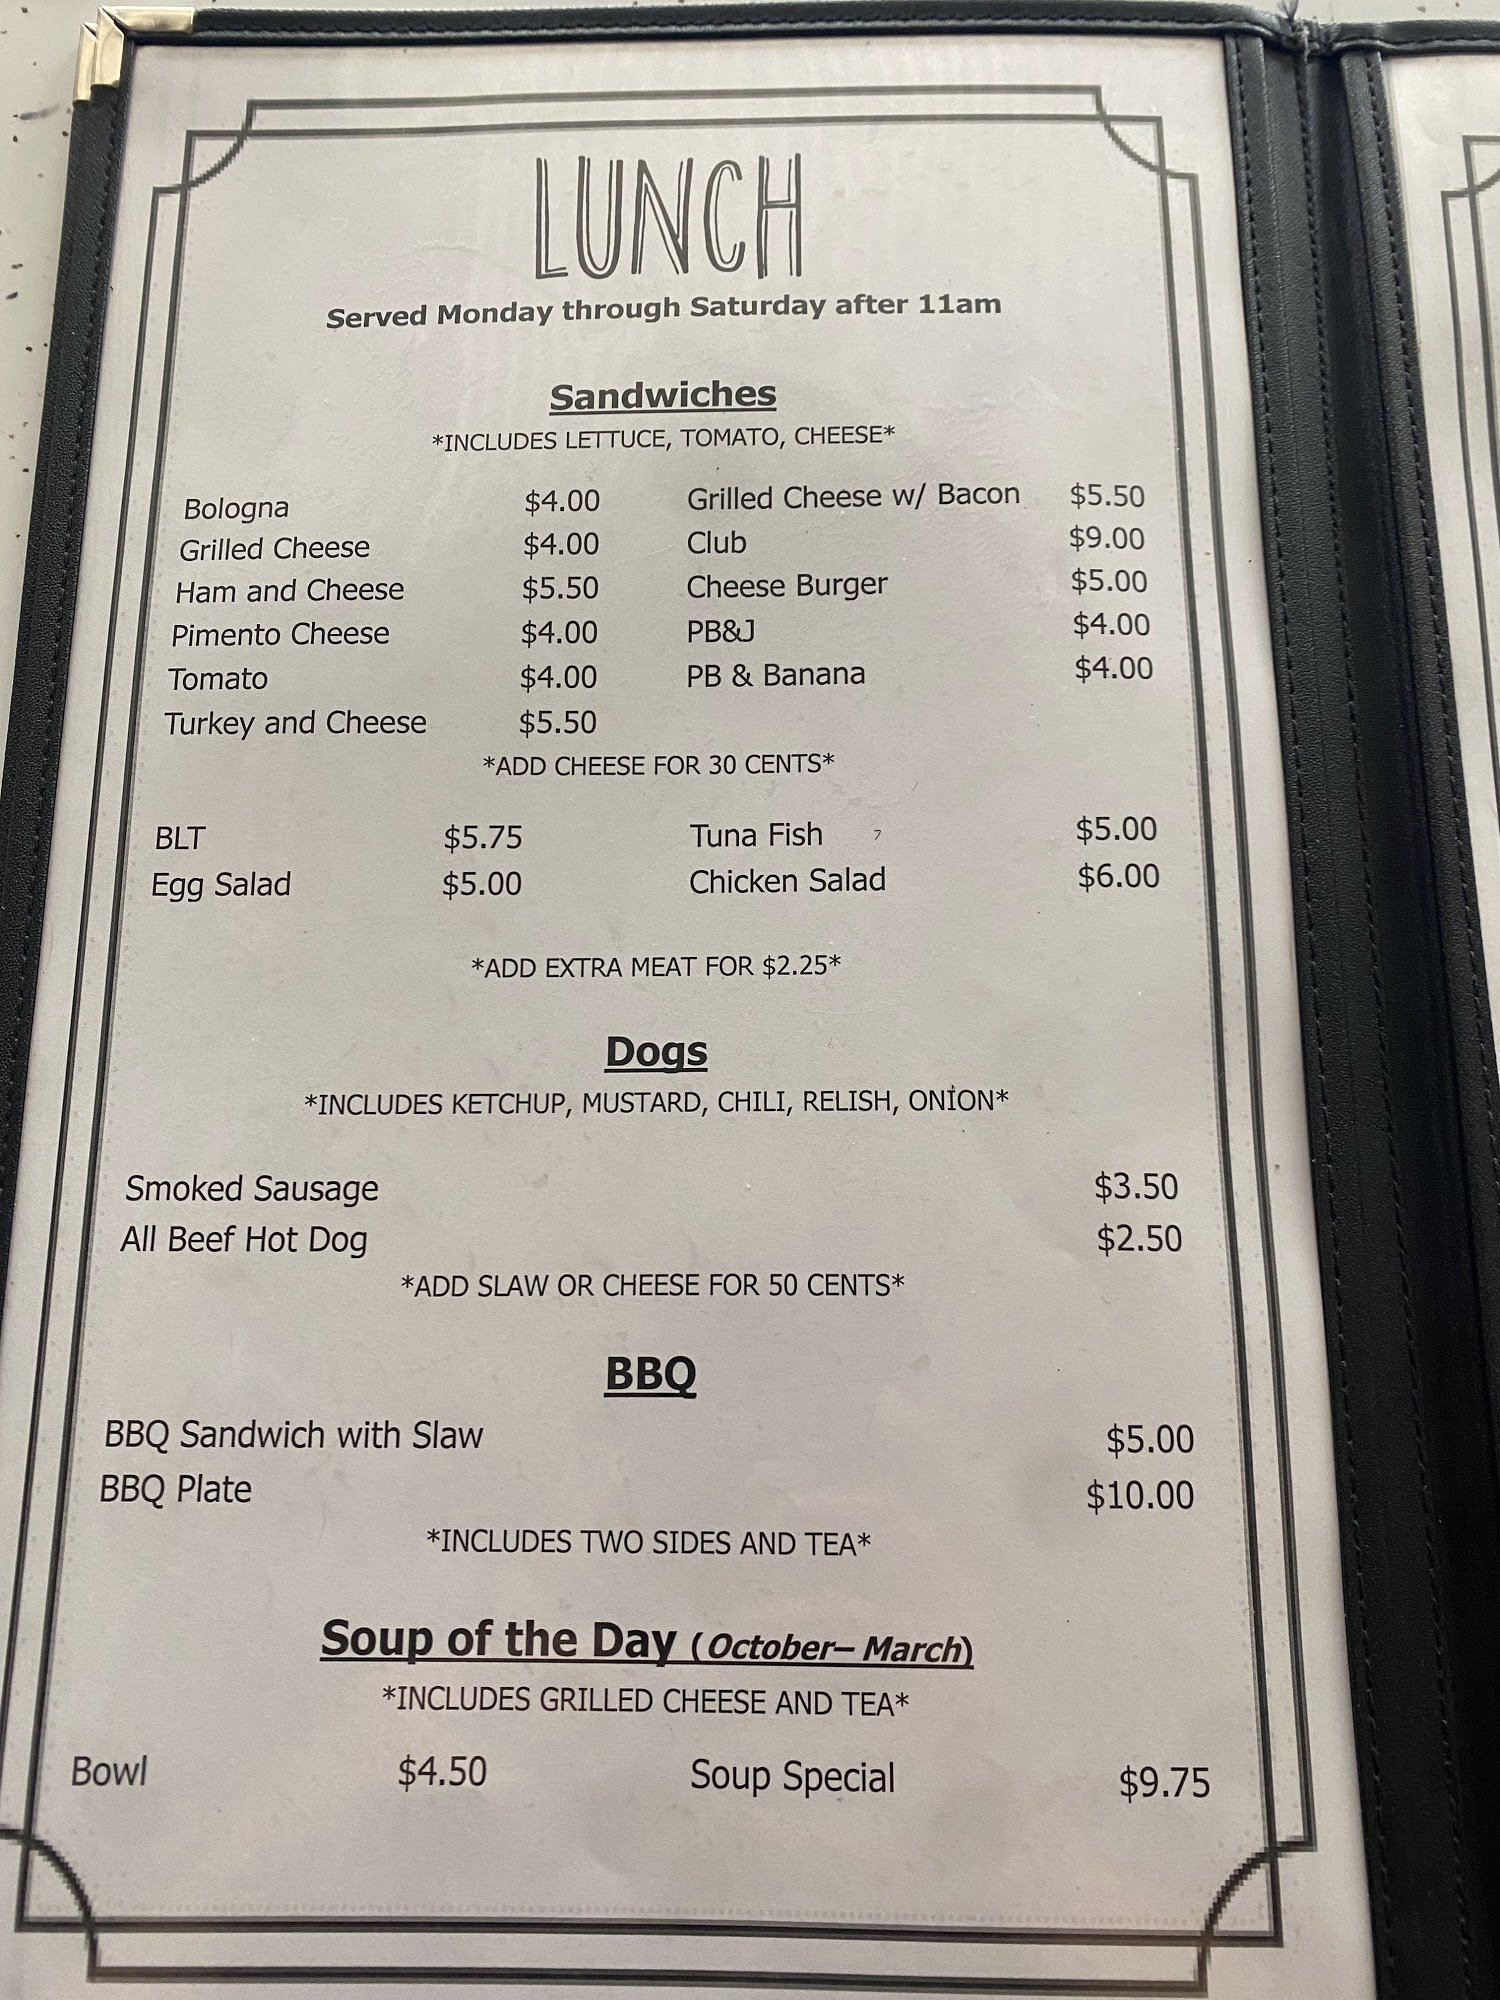 LUNCH
Served Monday through Saturday after 11am
Sandwiches
*INCLUDES LETTUCE, TOMATO, CHEESE*
Bologna $4.00 Grilled Cheese w/ Bacon $5.50
Grilled Cheese $4.00 Club $9.00
Ham and Cheese $5.50 Cheese Burger $5.00
Pimento Cheese $4.00 PB&J $4.00
Tomato $4.00 PB & Banana $4.00
Turkey and Cheese $5.50
*ADD CHEESE FOR 30 CENTS*
BLT $5.75 Tuna Fish $5.00
Egg Salad $5.00 Chicken Salad $6.00
*ADD EXTRA MEAT FOR $2.25*
Dogs
*INCLUDES KETCHUP, MUSTARD, CHILI, RELISH, ONION*
Smoked Sausage $3.50
All Beef Hot Dog $2.50
*ADD SLAW OR CHEESE FOR 50 CENTS*
BBQ
BBQ Sandwich with Slaw $5.00
BBQ Plate $10.00
*INCLUDES TWO SIDES AND TEA*
Soup of the Day (October– March)
*INCLUDES GRILLED CHEESE AND TEA*
Bowl $4.50 Soup Special $9.75